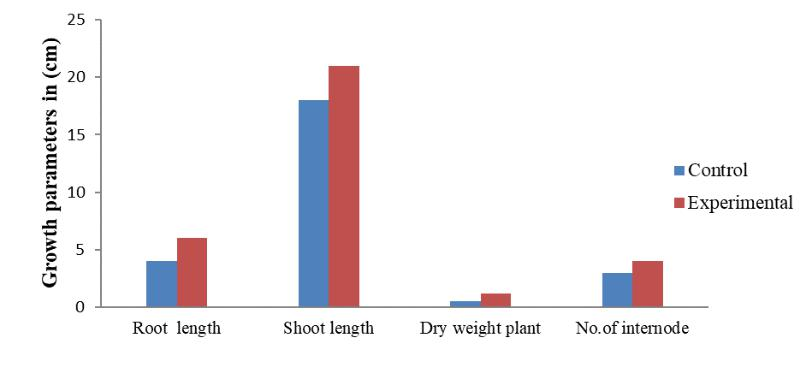 25
20
15
10
5
0
Growth parameters in (cm)
Root length
Shoot length
Dry weight plant
No.of internode
Control
Experimental